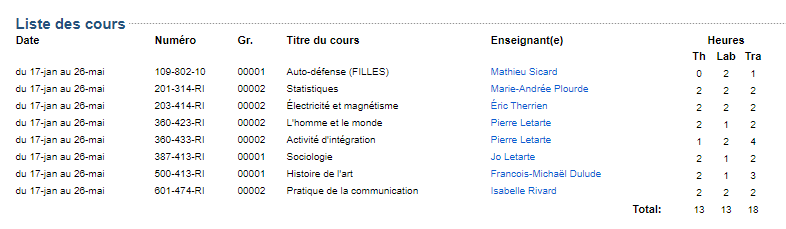 Liste des cours
Date Numéro Gr. Titre du cours Enseignant(e) Heures
Th Lab Tra
du 17-jan au 26-mai 109-802-10 00001 Auto-défense (FILLES) Mathieu Sicard 0 2 1
du 17-jan au 26-mai 201-314-RI 00002 Statistiques Marie-Andrée Plourde 2 2 2
du 17-jan au 26-mai 203-414-RI 00002 Électricité et magnétisme Éric Therrien 2 2 2
du 17-jan au 26-mai 360-423-RI 00002 L'homme et le monde Pierre Letarte 2 1 2
du 17-jan au 26-mai 360-433-RI 00002 Activité d'intégration Pierre Letarte 1 2 4
du 17-jan au 26-mai 387-413-RI 00001 Sociologie Jo Letarte 2 1 2
du 17-jan au 26-mai 500-413-RI 00001 Histoire de l'art Francois-Michaël Dulude 2 1 3
du 17-jan au 26-mai 601-474-RI 00002 Pratique de la communication Isabelle Rivard 2 2 2
Total: 13 13 18